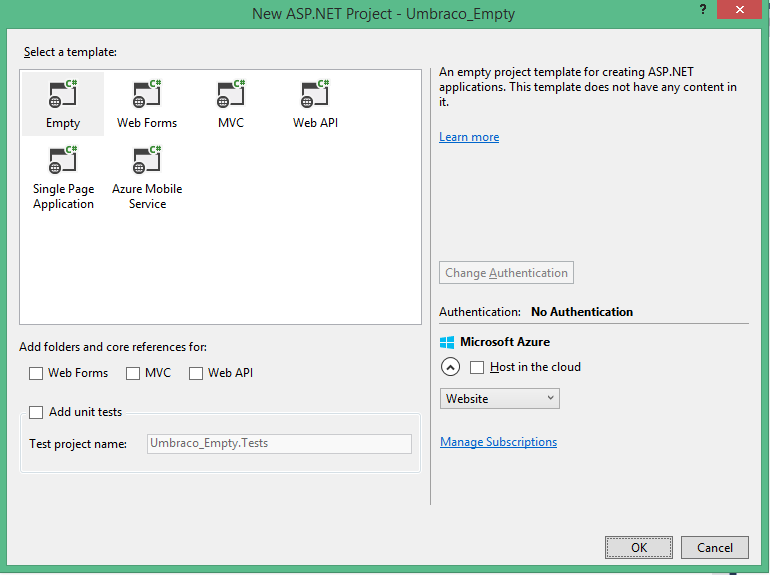 New ASP.NET Project - Umbraco_Empty
?
Select a template:
C# C# C# C#
Empty Web Forms MVC Web API
C# C#
Single Page Azure Mobile
Application Service
An empty project template for creating ASP.NET
applications. This template does not have any content in
it.
Learn more
Change Authentication
Authentication: No Authentication
Microsoft Azure
Host in the cloud
Website
Manage Subscriptions
Add folders and core references for:
Web Forms MVC Web API
Add unit tests
Test project name: Umbraco_Empty.Tests
OK Cancel